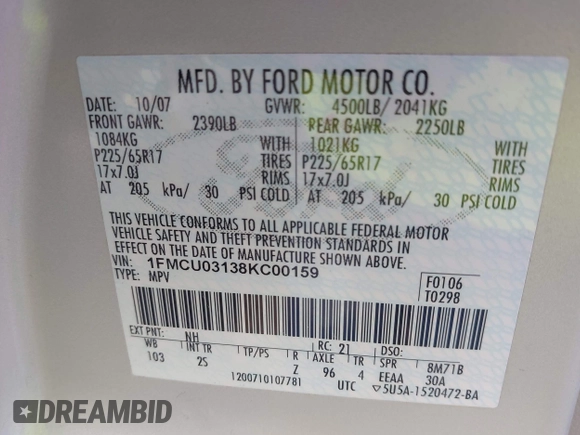 MFD. BY FORD MOTOR CO.
DATE: 10/07 GVWR: 4500LB/ 2041KG
FRONT GAWR: 2390LB REAR GAWR: 2250LB
1084KG WITH 1021KG WITH
P225/65R17 TIRES P225/65R17 TIRES
17x7.0J RIMS 17x7.0J RIMS
AT 205 kPa/ 30 PSI COLD AT 205 kPa/ 30 PSI COLD
THIS VEHICLE CONFORMS TO ALL APPLICABLE FEDERAL MOTOR
VEHICLE SAFETY AND THEFT PREVENTION STANDARDS IN
EFFECT ON THE DATE OF MANUFACTURE SHOWN ABOVE.
VIN: 1FMCU03138KC00159
TYPE: MPV
F0106
T0298
EXT PNT: NH RC: 21 DSO:
WB INT TR TP/PS R AXLE TR SPR 8M71B
103 2S Z 96 4 EEAA 30A
1200710107781 UTC ▽5U5A-1520472-BA
Ford
DREAMBID